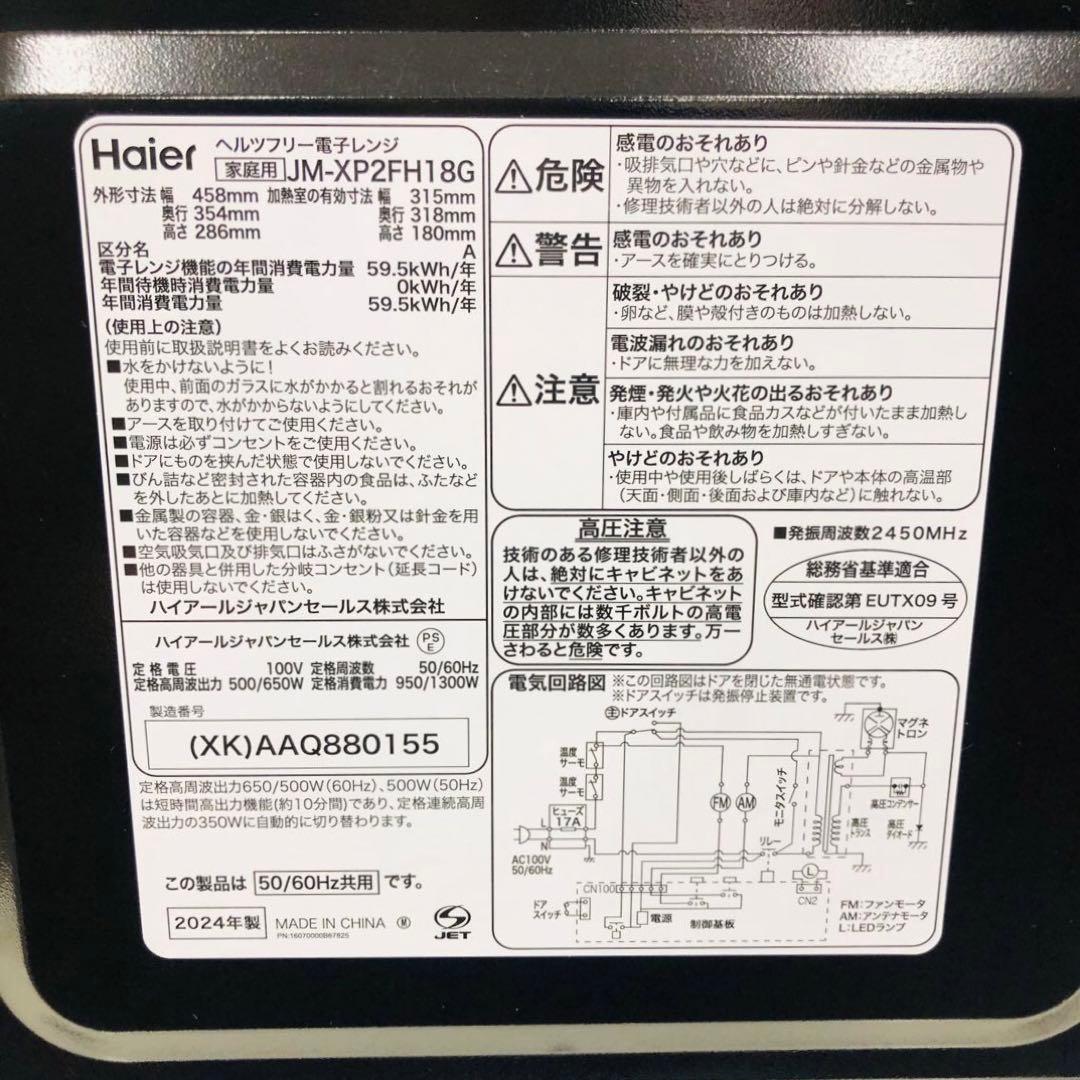 Haier
ヘルツフリー電子レンジ
家庭用 JM-XP2FH18G
外形寸法 幅 458mm 加熱室の有効寸法 幅 315mm
奥行 354mm 奥行 318mm
高さ 286mm 高さ 180mm
区分名 A
電子レンジ機能の年間消費電力量 59.5kWh/年
年間待機時消費電力量 0kWh/年
年間消費電力量 59.5kWh/年
(使用上の注意)
使用前に取扱説明書をよくお読みください。
■水をかけないように!
使用中、前面のガラスに水がかかると割れるおそれが
ありますので、水がかからないようにしてください。
■アースを取り付けてご使用ください。
■電源は必ずコンセントをご使用ください。
■ドアにものを挟んだ状態で使用しないでください。
■びん詰など密封された容器内の食品は、ふたなど
を外したあとに加熱してください。
■金属製の容器、金・銀はく、金・銀粉又は針金を用
いた容器などを使用しないでください。
■空気吸気口及び排気口はふさがないでください。
■他の器具と併用した分岐コンセント(延長コード)
は使用しないでください。
ハイアールジャパンセールス株式会社
ハイアールジャパンセールス株式会社 PSE
定格電圧 100V 定格周波数 50/60Hz
定格高周波出力 500/650W 定格消費電力 950/1300W
製造番号
(XK)AAQ880155
定格高周波出力650/500W(60Hz)、500W(50Hz)
は短時間高出力機能(約10分間)であり、定格連続高周
波出力の350Wに自動的に切り替わります。
この製品は 50/60Hz共用 です。
2024年製 MADE IN CHINA Ⓜ
PN:16070000B67825
JET
危険
感電のおそれあり
・吸排気口や穴などに、ピンや針金などの金属物や
異物を入れない。
・修理技術者以外の人は絶対に分解しない。
警告
感電のおそれあり
・アースを確実にとりつける。
注意
破裂・やけどのおそれあり
・卵など、膜や殻付きのものは加熱しない。
電波漏れのおそれあり
・ドアに無理な力を加えない。
発煙・発火や火花の出るおそれあり
・庫内や付属品に食品カスなどが付いたまま加熱し
ない。食品や飲み物を加熱しすぎない。
やけどのおそれあり
・使用中や使用後しばらくは、ドアや本体の高温部
(天面・側面・後面および庫内など)に触れない。
高圧注意
技術のある修理技術者以外の
人は、絶対にキャビネットをあ
けないでください。キャビネット
の内部には数千ボルトの高電
圧部分が数多くあります。万一
さわると危険です。
■発振周波数2450MHz
総務省基準適合
型式確認第EUTX09号
ハイアールジャパン
セールス㈱
電気回路図 ※この回路図はドアを閉じた無通電状態です。
※ドアスイッチは発振停止装置です。
主ドアスイッチ
マグネ
トロン
温度
サーモ
温度
サーモ
ヒューズ
17A
L
N
AC100V
50/60Hz
FM
AM
モニタスイッチ
リレー
高圧コンデンサー
高圧
トランス
高圧
ダイオード
L
CN100
CN2
ドア
スイッチ
電源
制御基板
FM:ファンモータ
AM:アンテナモータ
L:LEDランプ